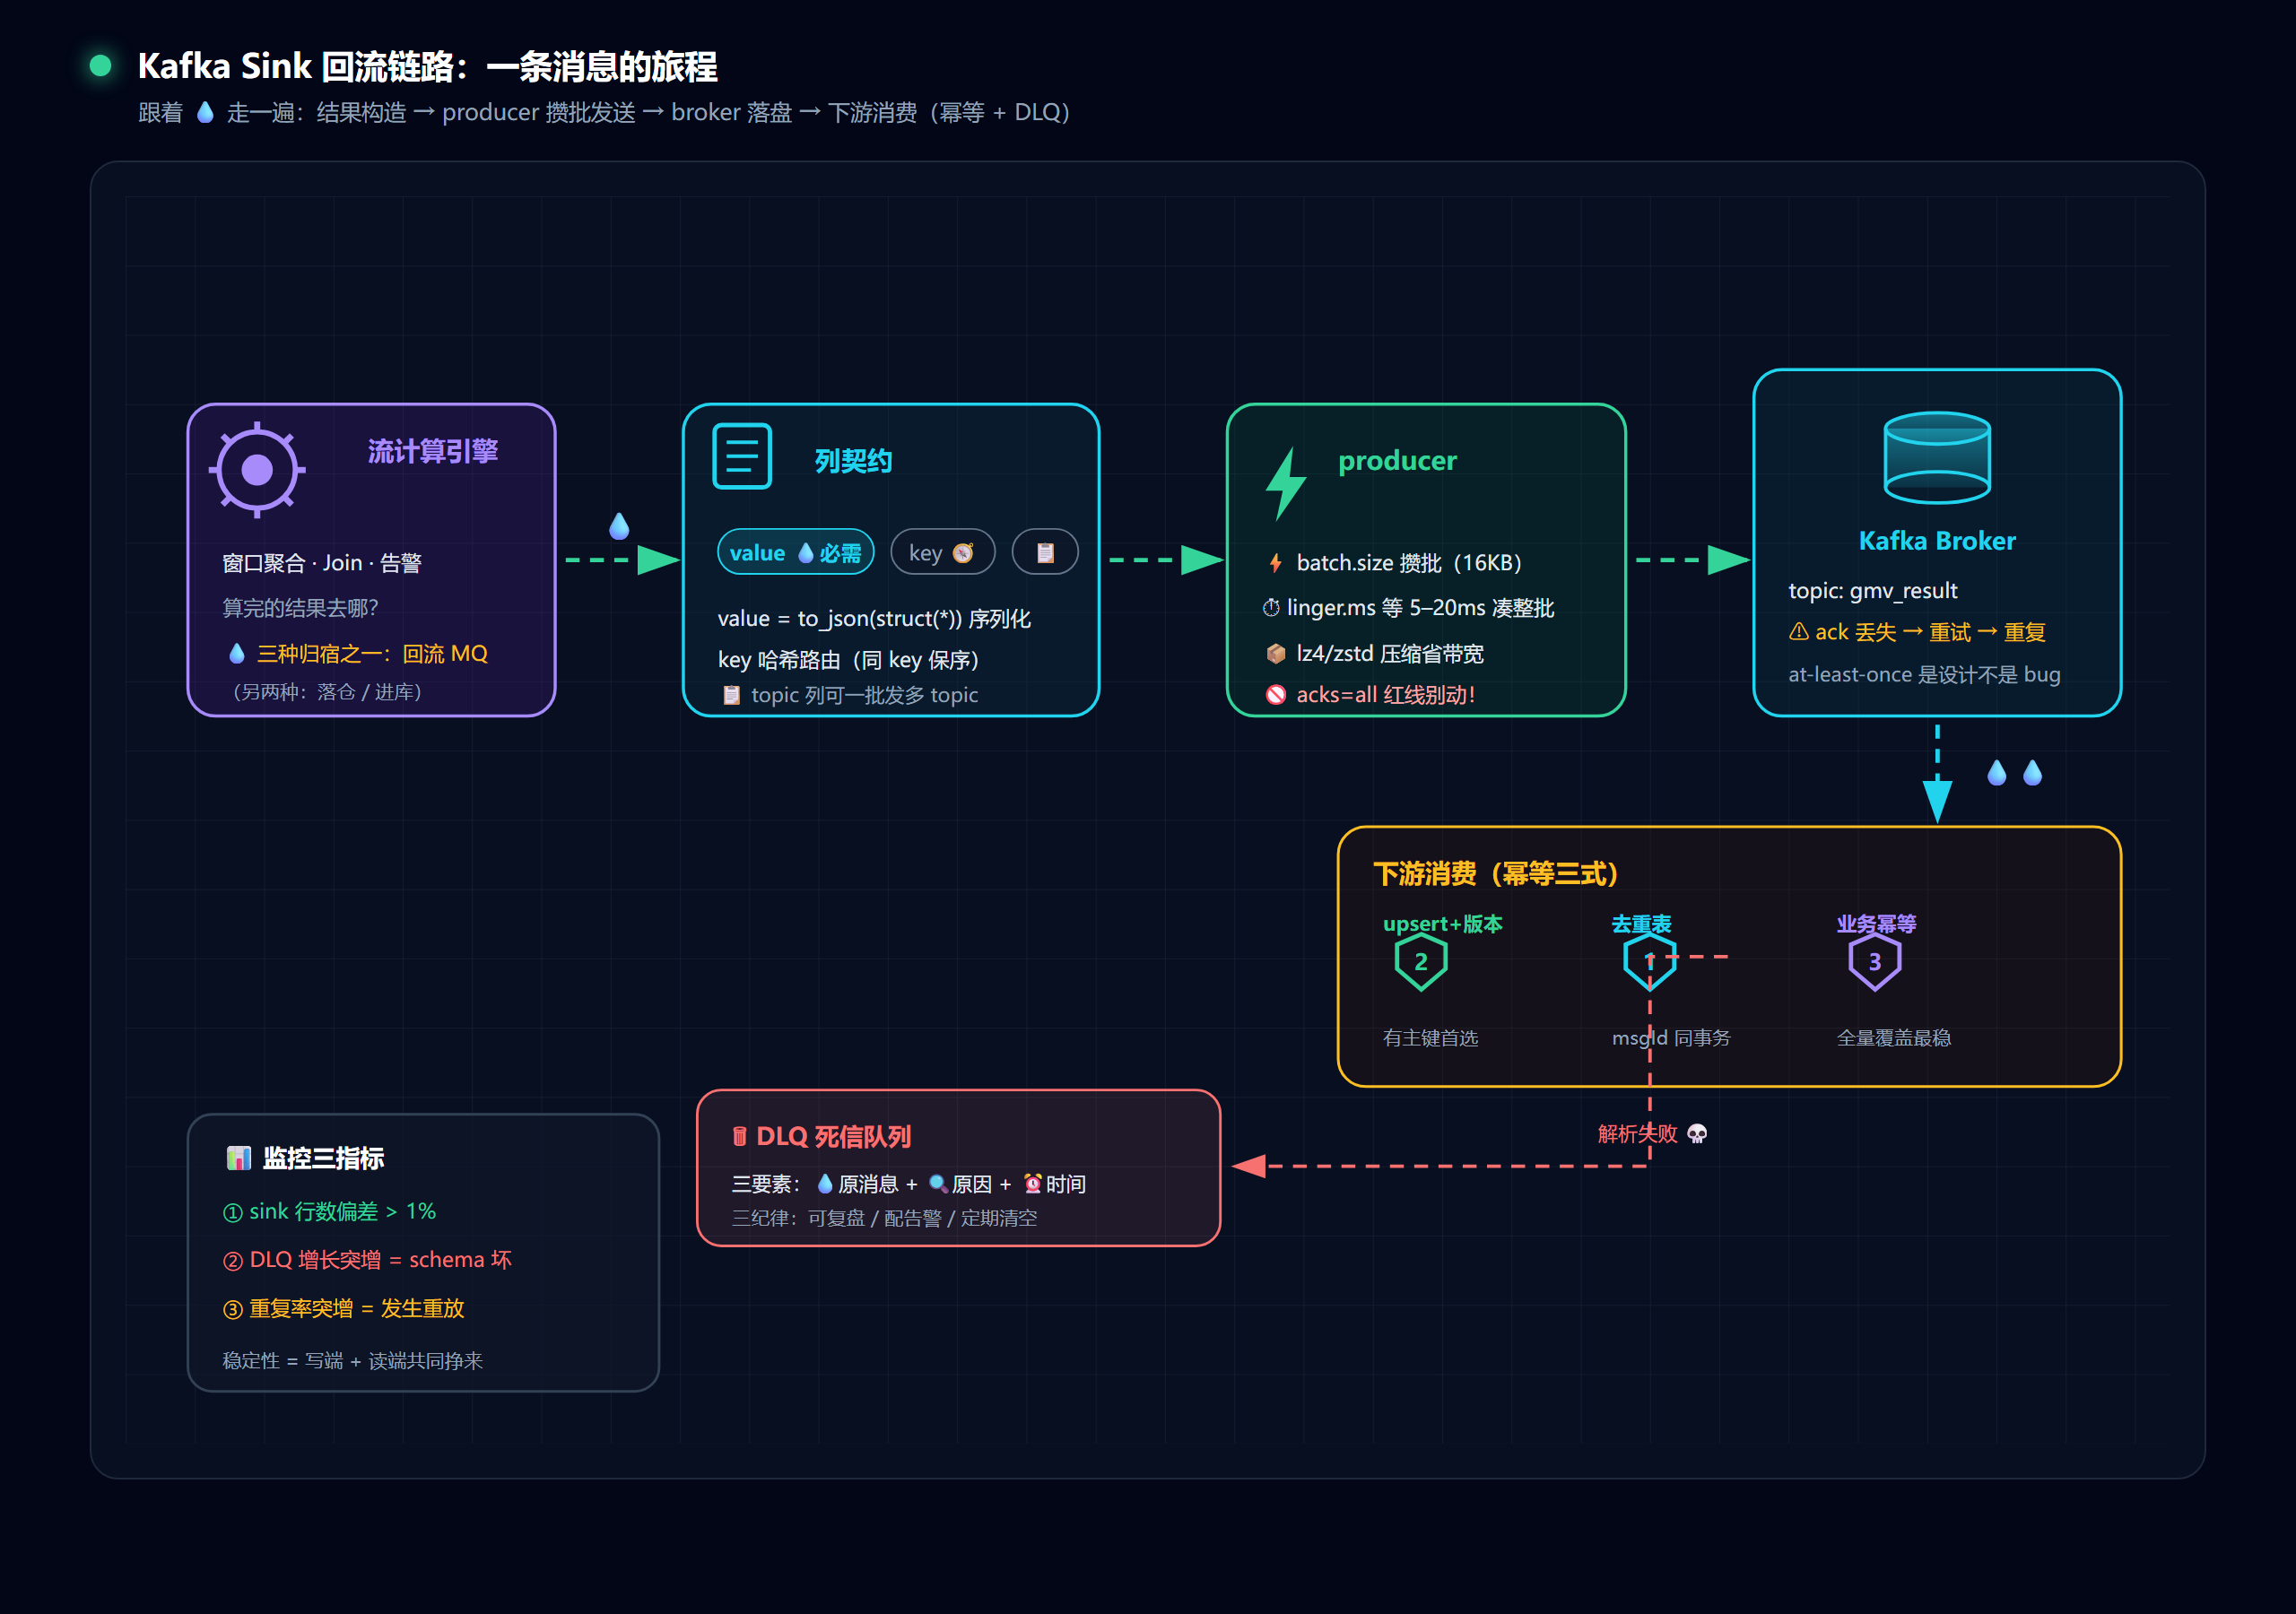 Kafka Sink 回流链路：一条消息的旅程
跟着 💧 走一遍：结果构造 → producer 攒批发送 → broker 落盘 → 下游消费（幂等 + DLQ）
流计算引擎
窗口聚合 · Join · 告警
算完的结果去哪？
💧 三种归宿之一：回流 MQ
（另两种：落仓 / 进库）
列契约
value 💧必需
key 🧭
📋
value = to_json(struct(*)) 序列化
key 哈希路由（同 key 保序）
📋 topic 列可一批发多 topic
producer
⚡ batch.size 攒批（16KB）
⏱ linger.ms 等 5–20ms 凑整批
📦 lz4/zstd 压缩省带宽
🚫 acks=all 红线别动！
Kafka Broker
topic: gmv_result
⚠ ack 丢失 → 重试 → 重复
at-least-once 是设计不是 bug
💧 💧
下游消费（幂等三式）
upsert+版本
2
有主键首选
去重表
1
msgId 同事务
业务幂等
3
全量覆盖最稳
解析失败 💀
🗑 DLQ 死信队列
三要素：💧原消息 + 🔍原因 + ⏰时间
三纪律：可复盘 / 配告警 / 定期清空
📊 监控三指标
① sink 行数偏差 > 1%
② DLQ 增长突增 = schema 坏
③ 重复率突增 = 发生重放
稳定性 = 写端 + 读端共同挣来